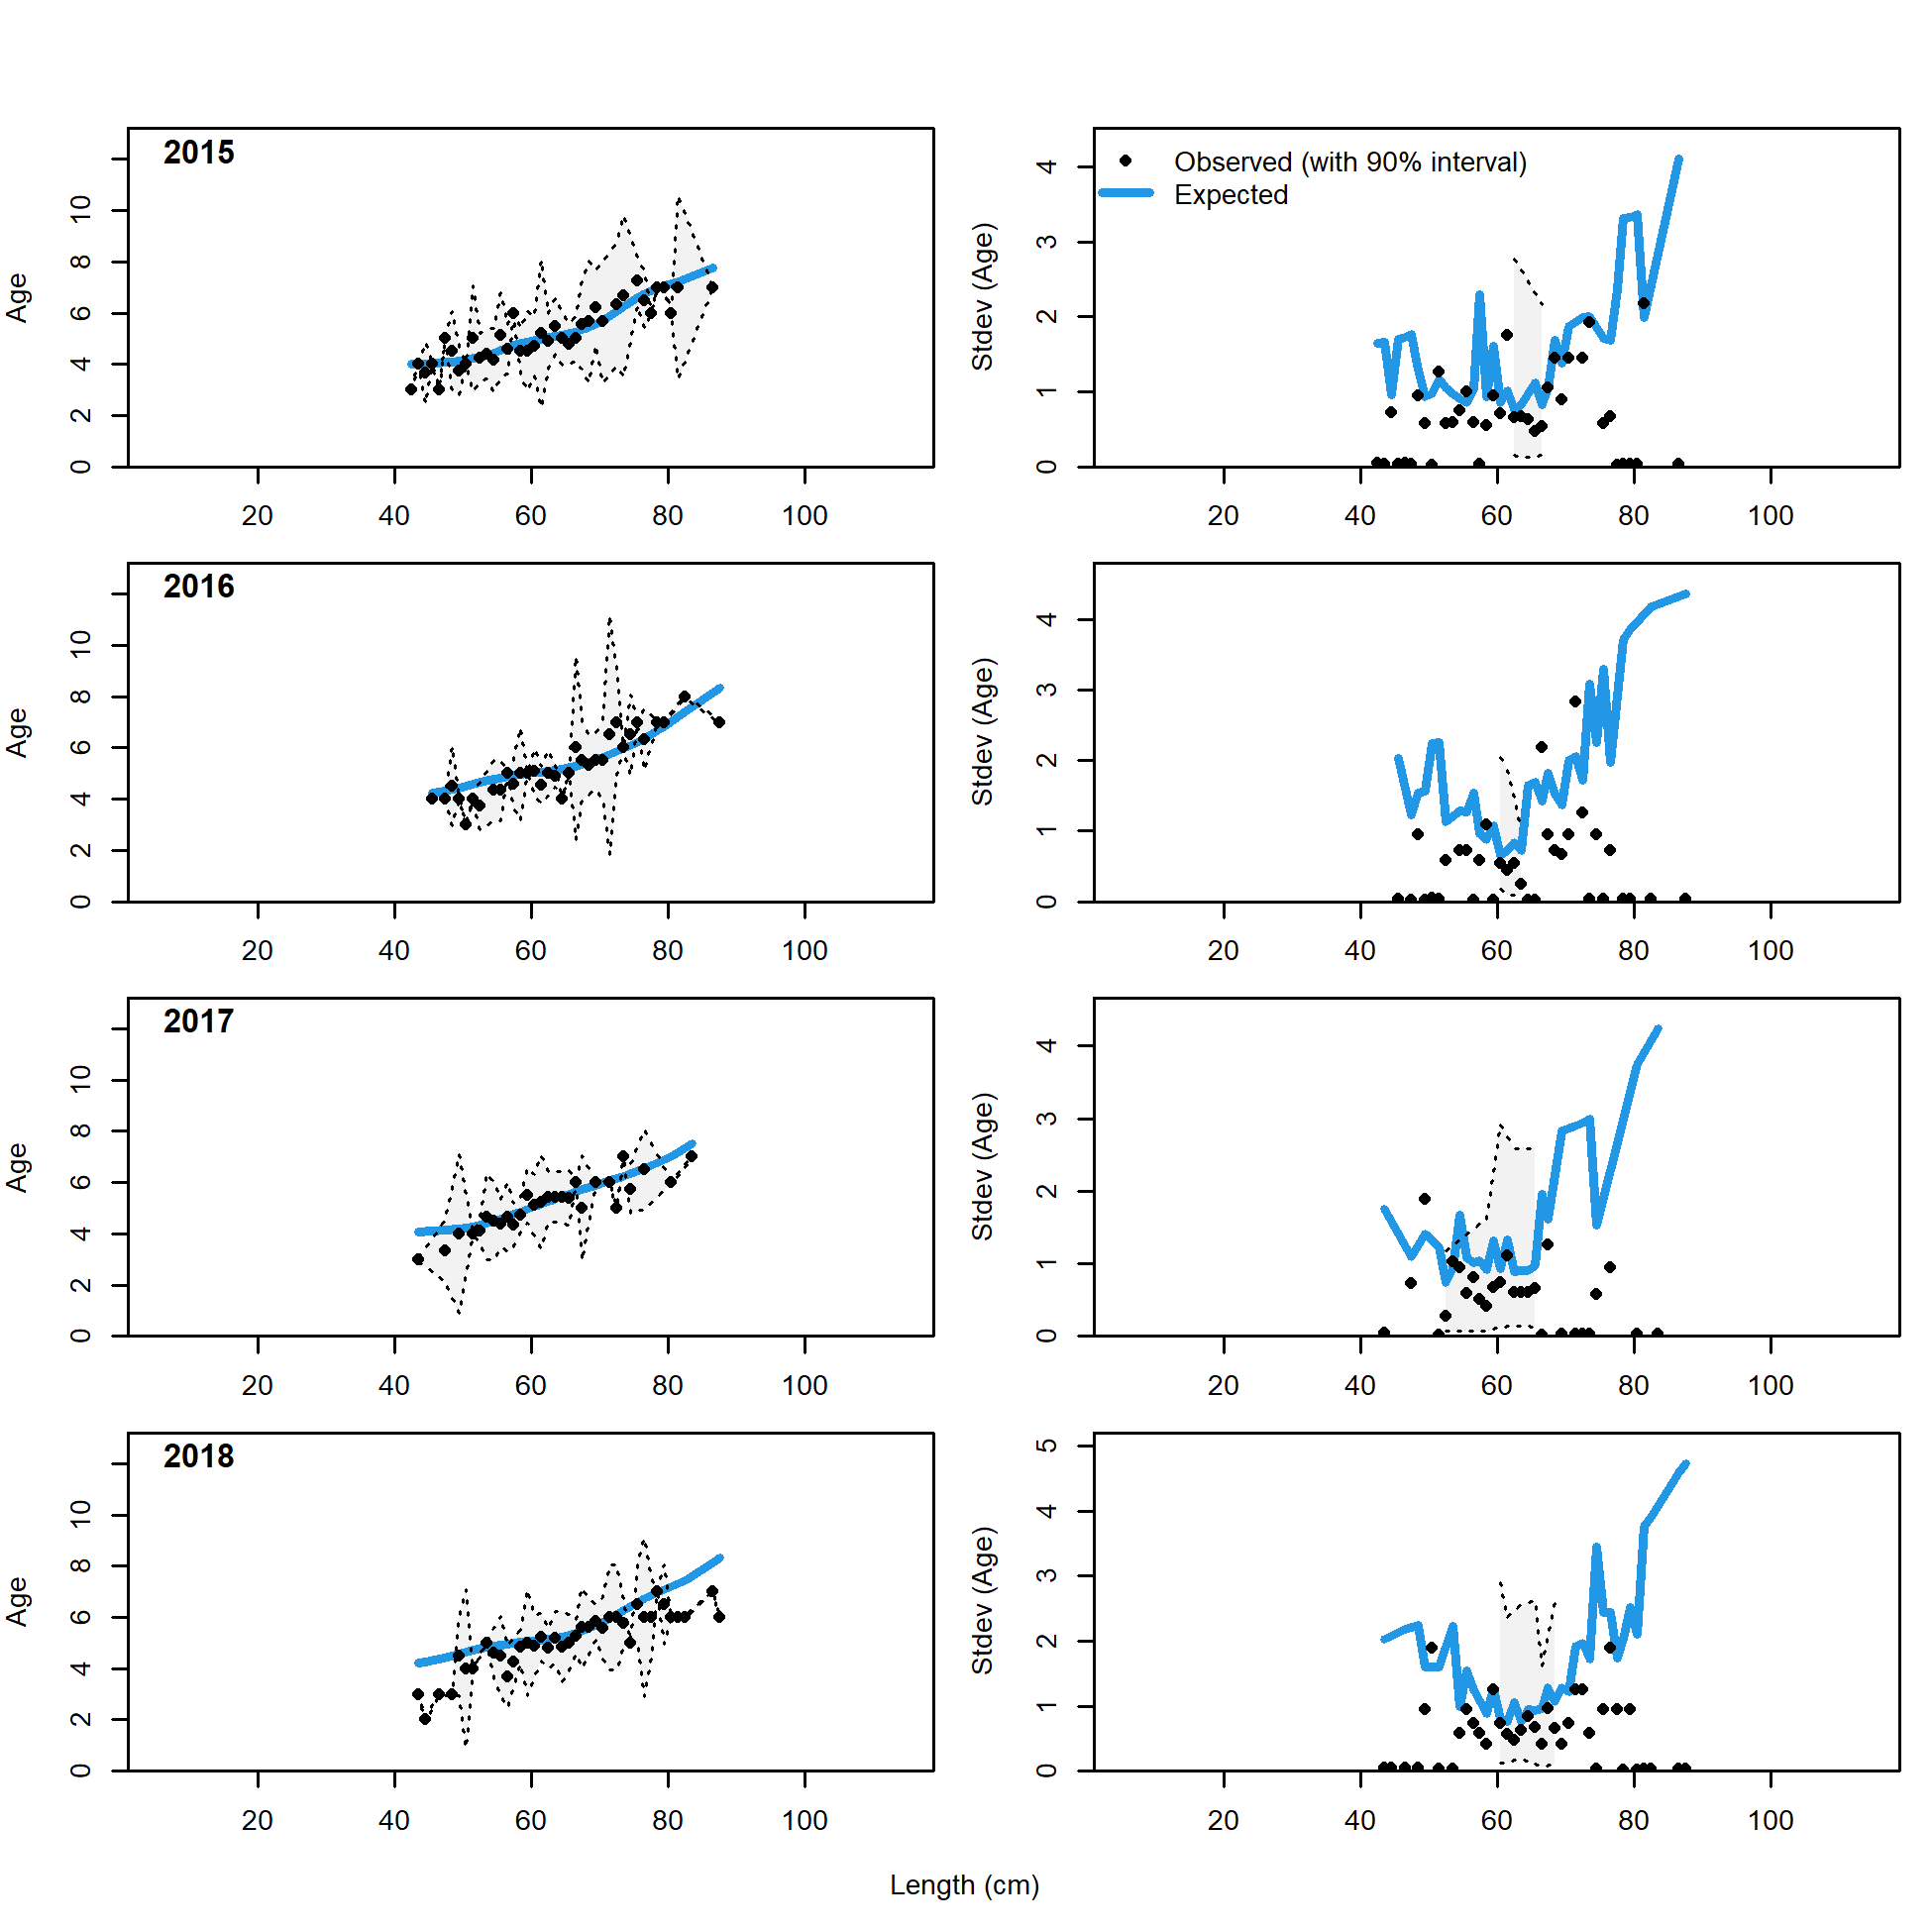 2015
Age
0 2 4 6 8 10
20 40 60 80 100
Observed (with 90% interval)
Expected
Stdev (Age)
0 1 2 3 4
20 40 60 80 100
2016
Age
0 2 4 6 8 10
20 40 60 80 100
Stdev (Age)
0 1 2 3 4
20 40 60 80 100
2017
Age
0 2 4 6 8 10
20 40 60 80 100
Stdev (Age)
0 1 2 3 4
20 40 60 80 100
2018
Age
0 2 4 6 8 10
20 40 60 80 100
Stdev (Age)
0 1 2 3 4 5
20 40 60 80 100
Length (cm)